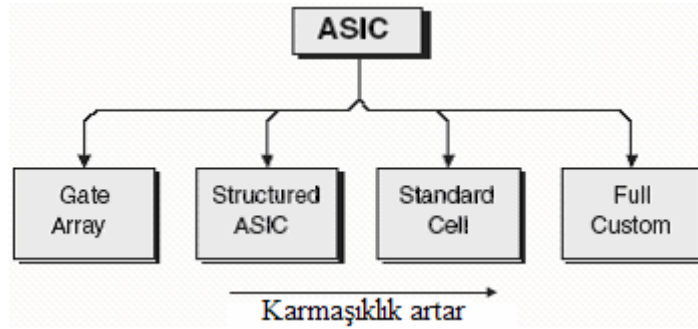 ASIC
Gate
Array
Structured
ASIC
Standard
Cell
Full
Custom
Karmaşıklık artar